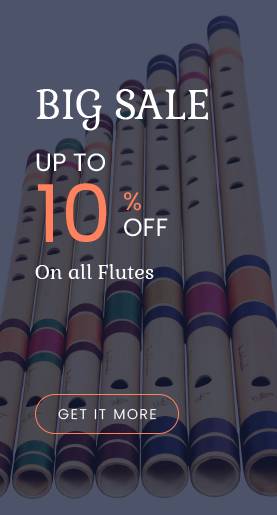 BIG SALE
UP TO
10 %
OFF
On all Flutes
GET IT MORE